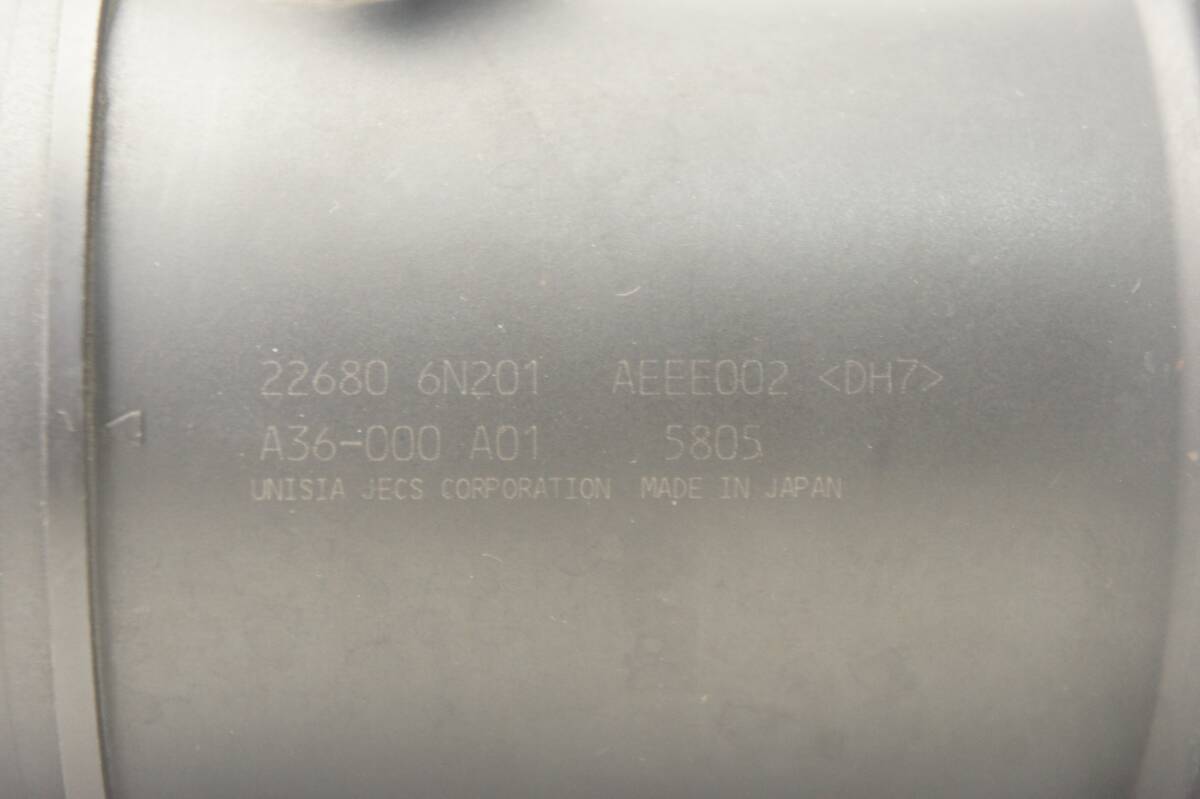 22680 6N201 AEEE002 <DH7>
A36-000 A01 5805
UNISIA JECS CORPORATION MADE IN JAPAN